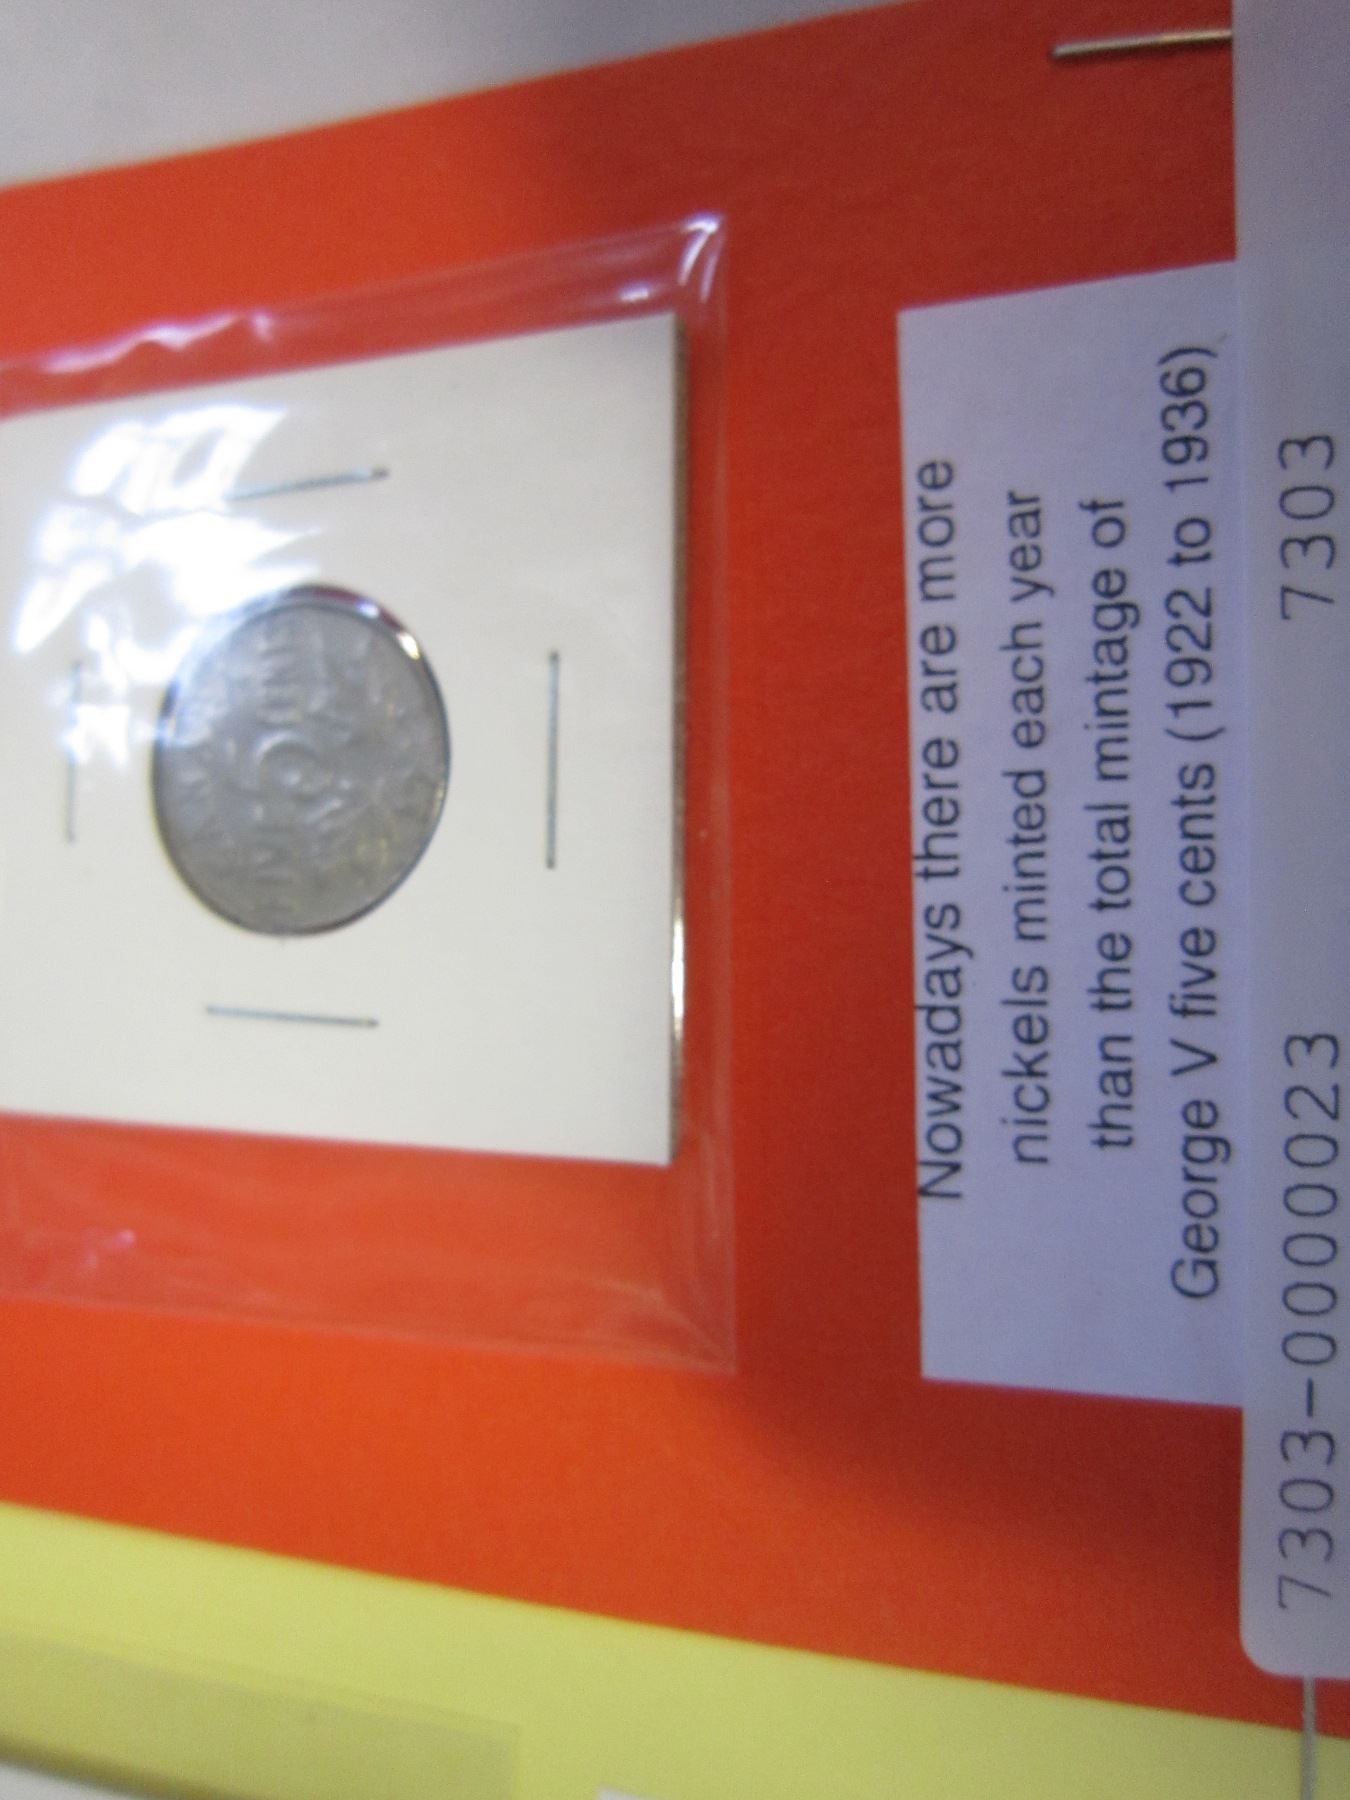 Nowadays there are more
nickels minted each year
than the total mintage of
George V five cents (1922 to 1936)
7303-0000023 7303